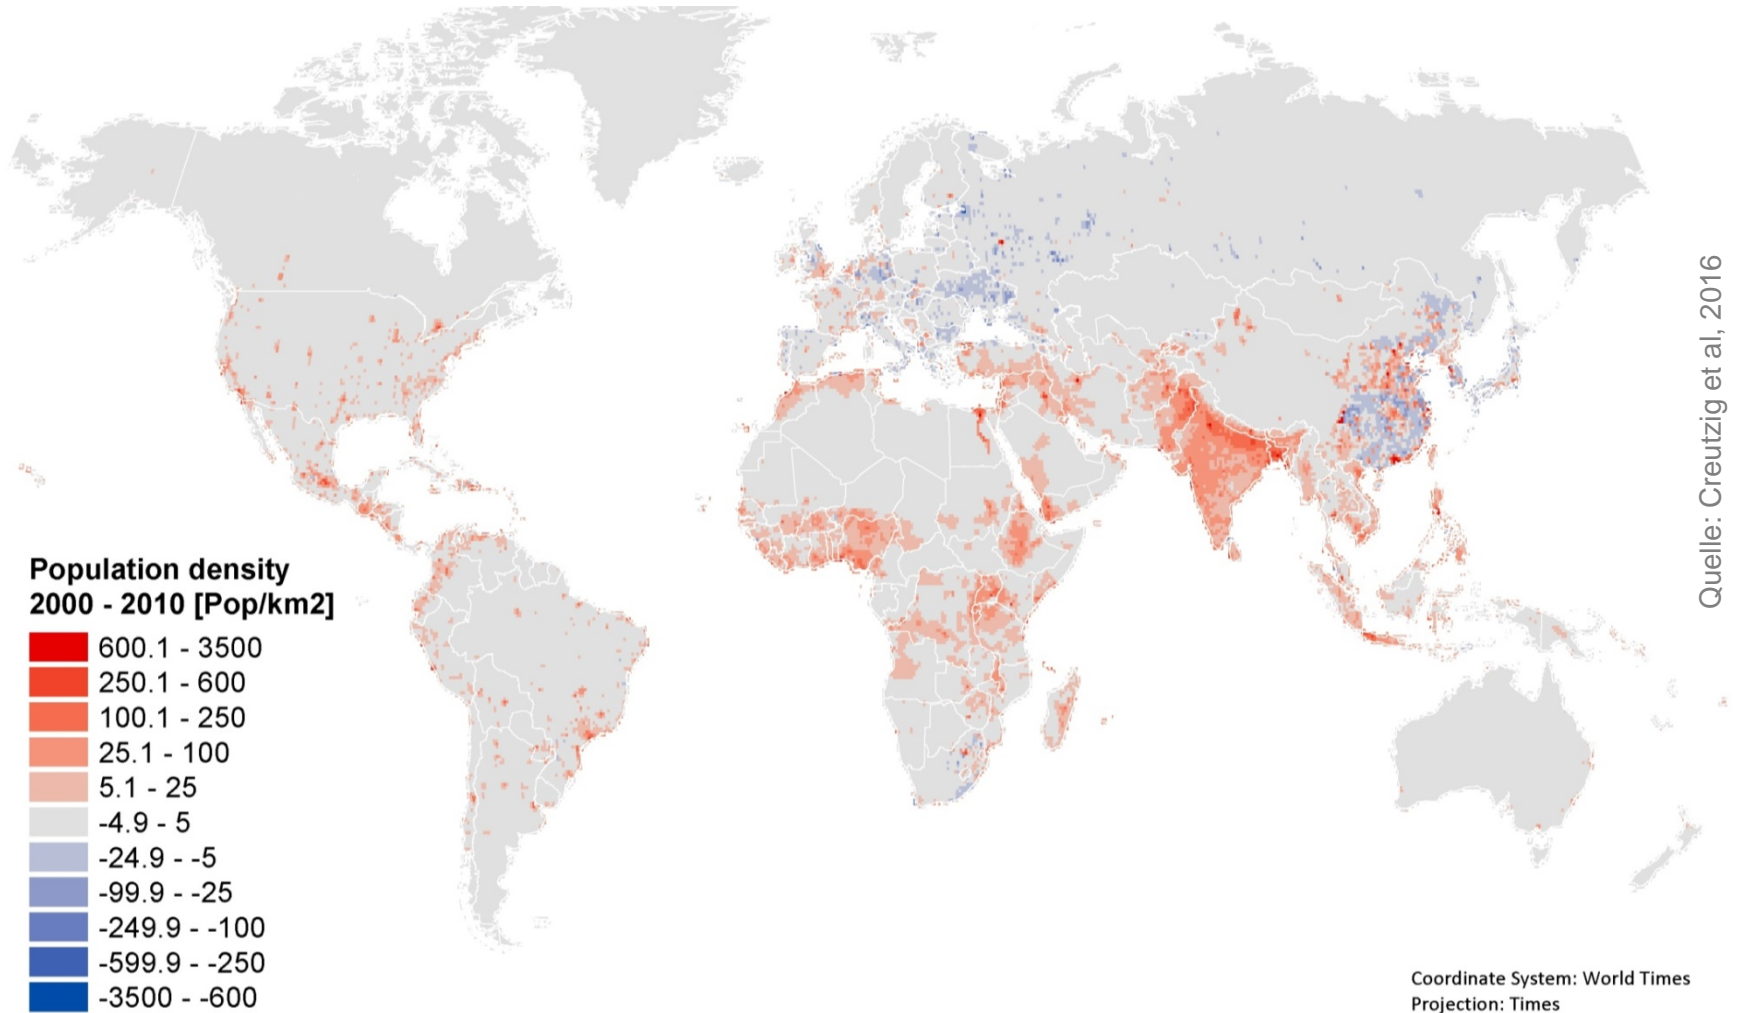 Quelle: Creutzig et al, 2016
Population density
2000 - 2010 [Pop/km2]
600.1 - 3500
250.1 - 600
100.1 - 250
25.1 - 100
5.1 - 25
-4.9 - 5
-24.9 - -5
-99.9 - -25
-249.9 - -100
-599.9 - -250
-3500 - -600
Coordinate System: World Times
Projection: Times